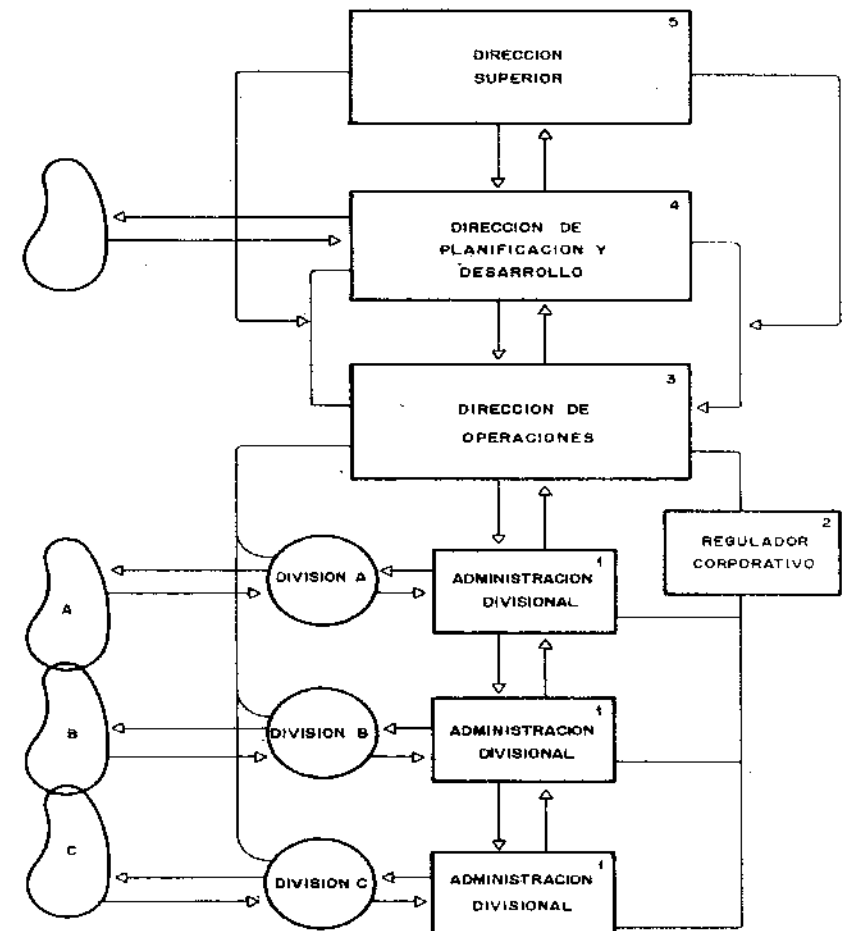 5
DIRECCION
SUPERIOR
4
DIRECCION DE
PLANIFICACION Y
DESARROLLO
3
DIRECCION DE
OPERACIONES
2
REGULADOR
CORPORATIVO
A
DIVISION A
1
ADMINISTRACION
DIVISIONAL
B
DIVISION B
1
ADMINISTRACION
DIVISIONAL
C
DIVISION C
1
ADMINISTRACION
DIVISIONAL